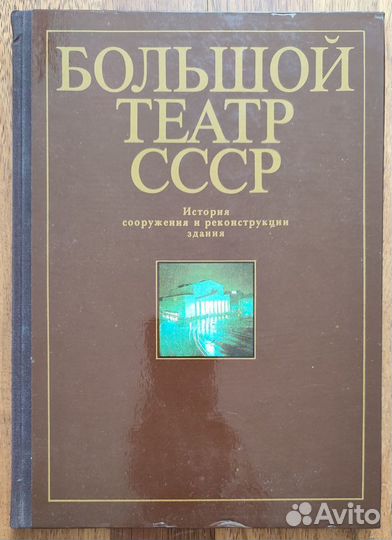 БОЛЬШОЙ
ТЕАТР
СССР
История
сооружения и реконструкции
здания
Avito